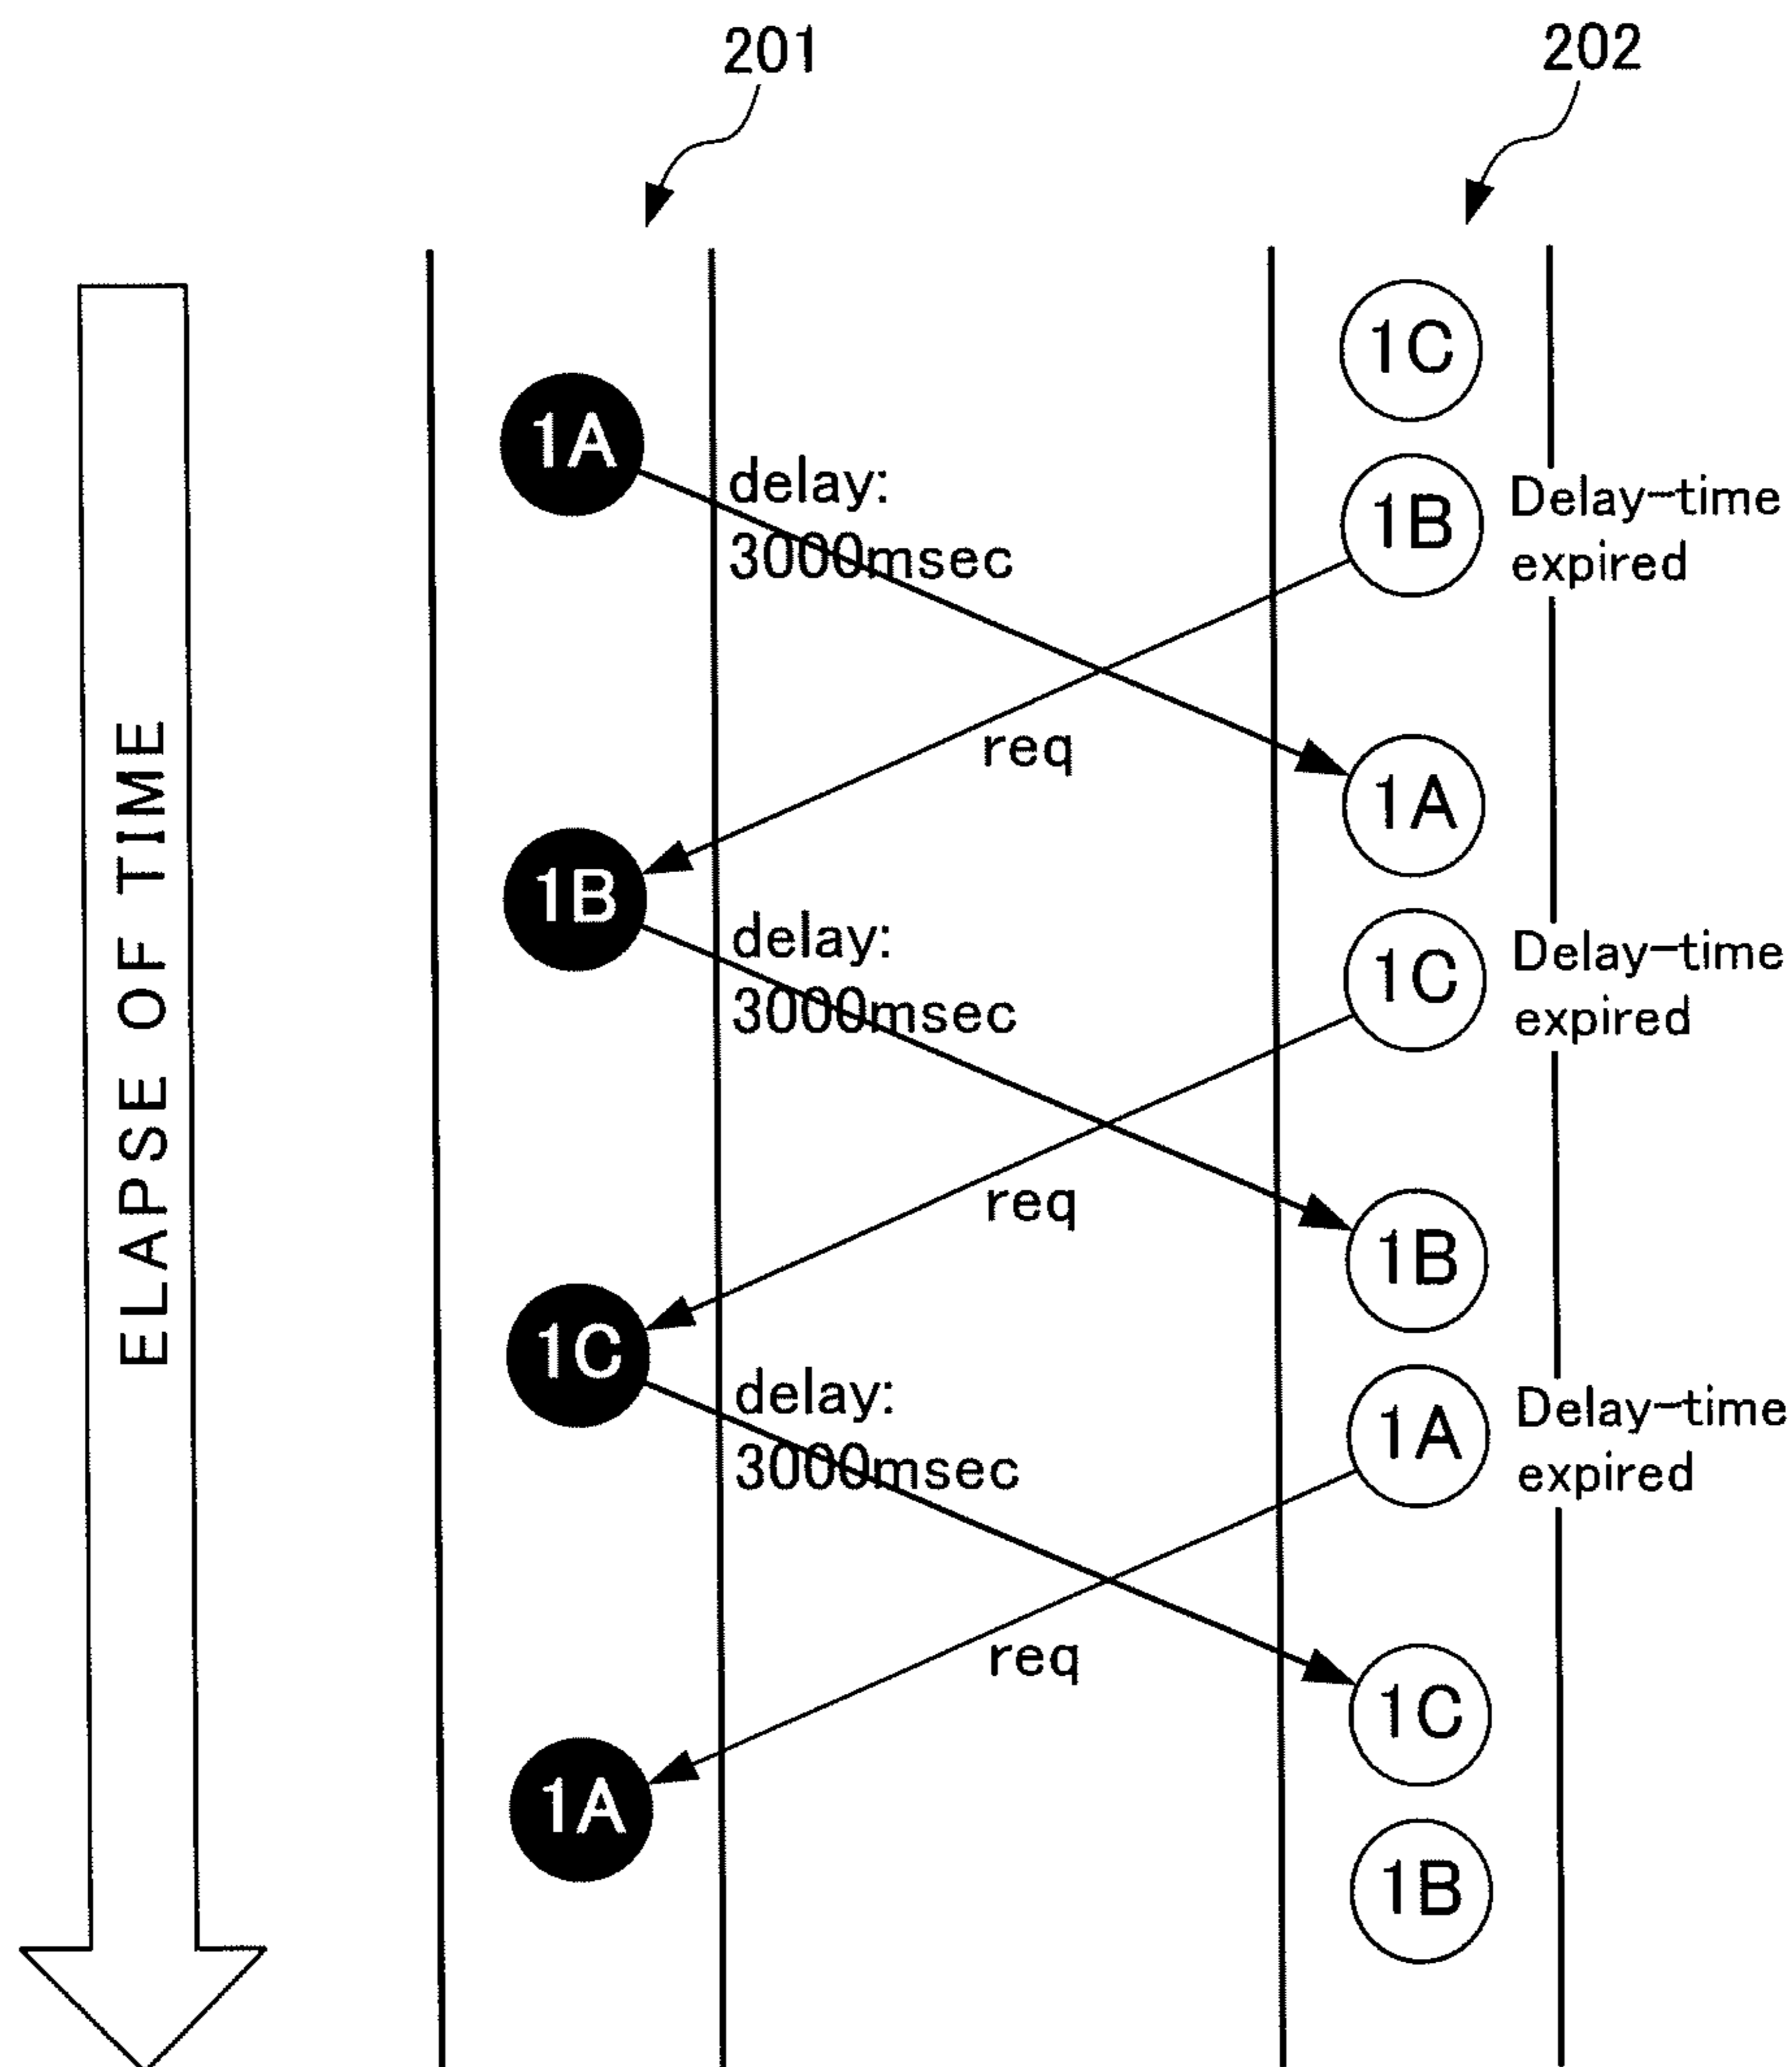 201
202
1C
1A
delay:
3000msec
1B
Delay-time
expired
req
1A
1B
delay:
3000msec
1C
Delay-time
expired
req
1B
1C
delay:
3000msec
1A
Delay-time
expired
req
1C
1A
1B
ELAPSE OF TIME